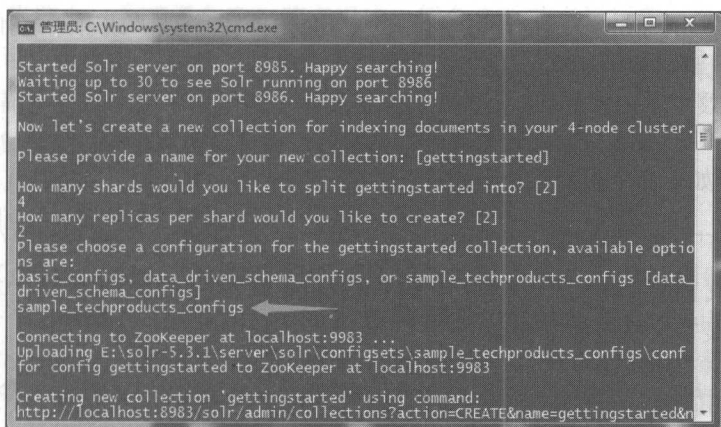 管理员: C:\Windows\system32\cmd.exe
Started Solr server on port 8985. Happy searching!
Waiting up to 30 to see Solr running on port 8986
Started Solr server on port 8986. Happy searching!
Now let's create a new collection for indexing documents in your 4-node cluster.
Please provide a name for your new collection: [gettingstarted]
How many shards would you like to split gettingstarted into? [2]
4
How many replicas per shard would you like to create? [2]
2
Please choose a configuration for the gettingstarted collection, available optio
ns are:
basic_configs, data_driven_schema_configs, or sample_techproducts_configs [data_
driven_schema_configs]
sample_techproducts_configs
Connecting to ZooKeeper at localhost:9983 ...
Uploading E:\solr-5.3.1\server\solr\configsets\sample_techproducts_configs\conf
for config gettingstarted to ZooKeeper at localhost:9983
Creating new collection 'gettingstarted' using command:
http://localhost:8983/solr/admin/collections?action=CREATE&name=gettingstarted&n